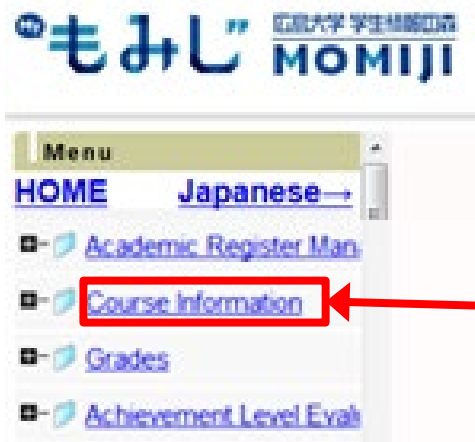 My もみじ 広島大学 学生情報の森
MOMIJI
Menu
HOME Japanese→
Academic Register Man
Course Information
Grades
Achievement Level Eval